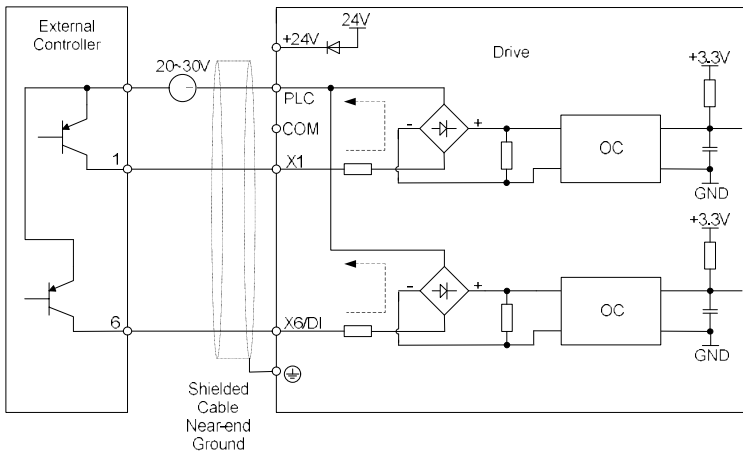 External
Controller
20~30V
+24V
24V
Drive
+3.3V
PLC
COM
- +
OC
1
X1
GND
+3.3V
- +
OC
6
X6/DI
GND
Shielded
Cable
Near-end
Ground